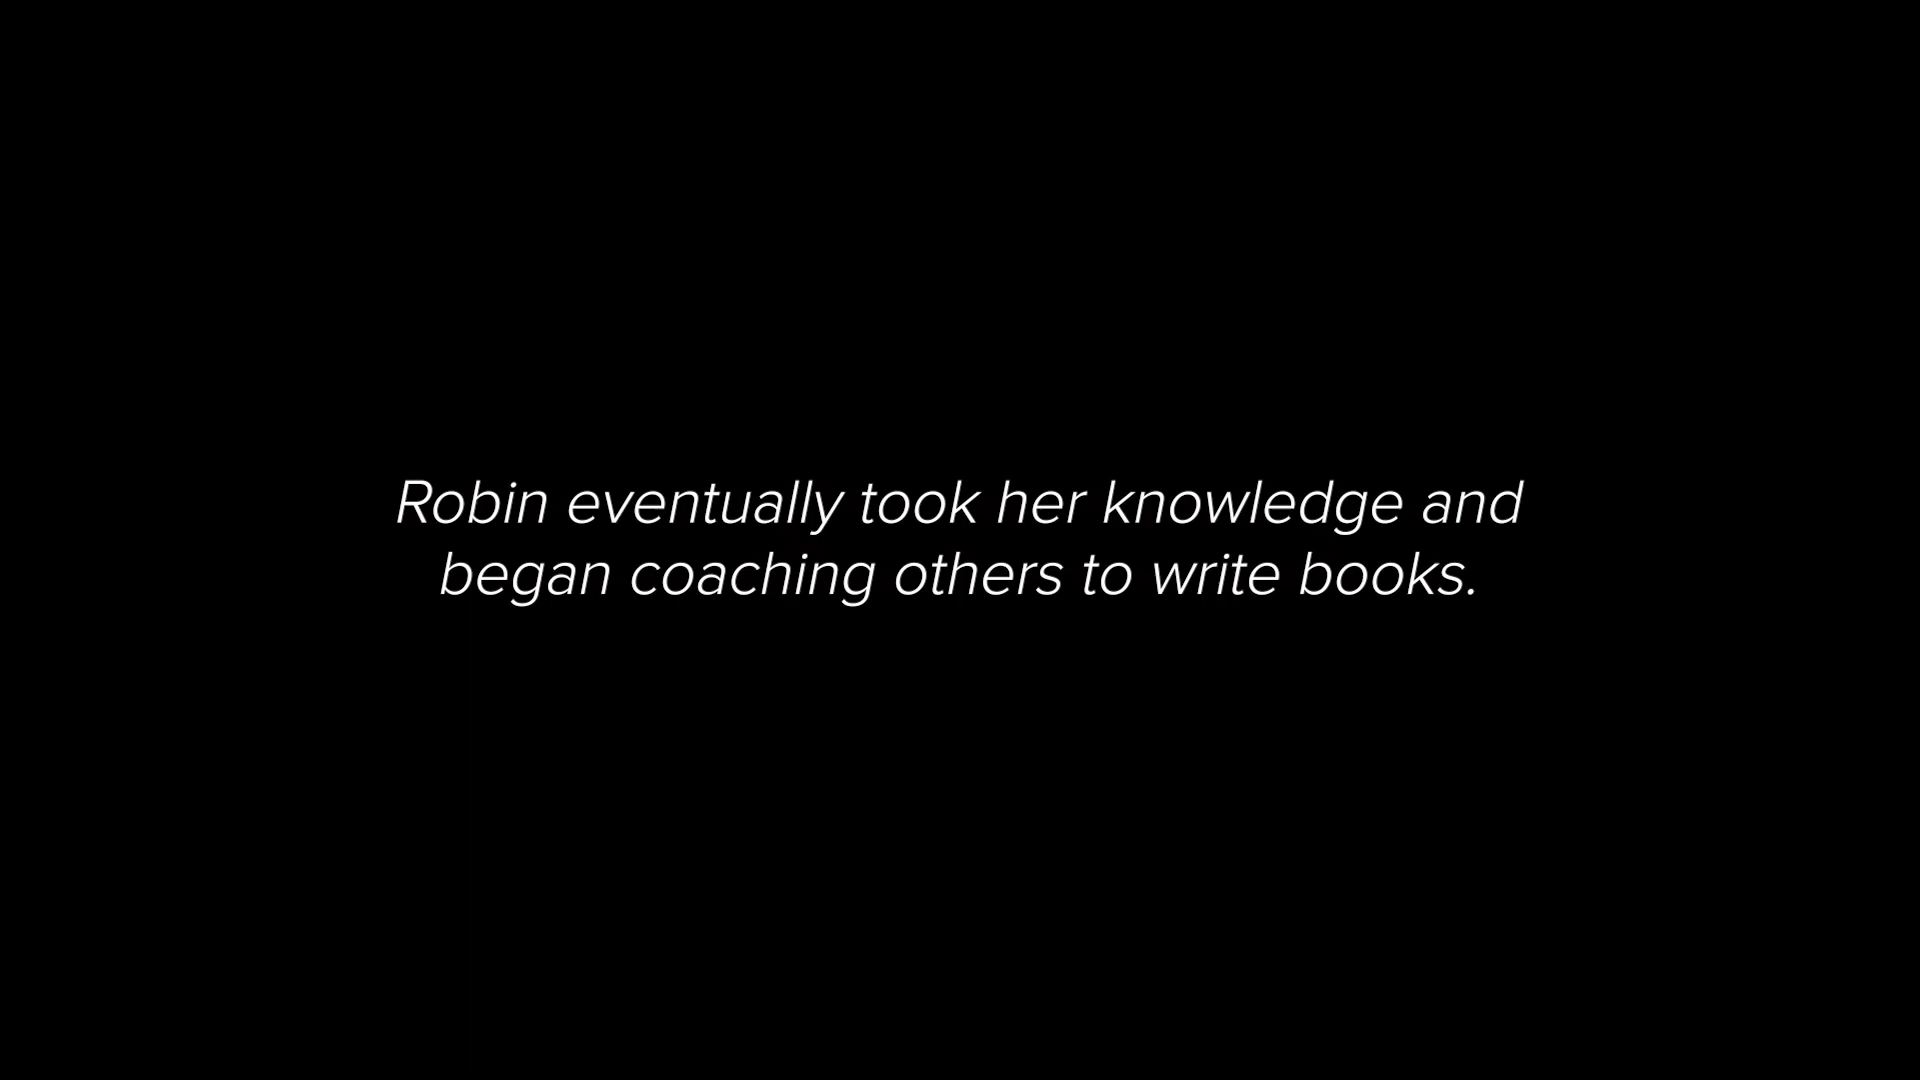 Robin eventually took her knowledge and
began coaching others to write books.